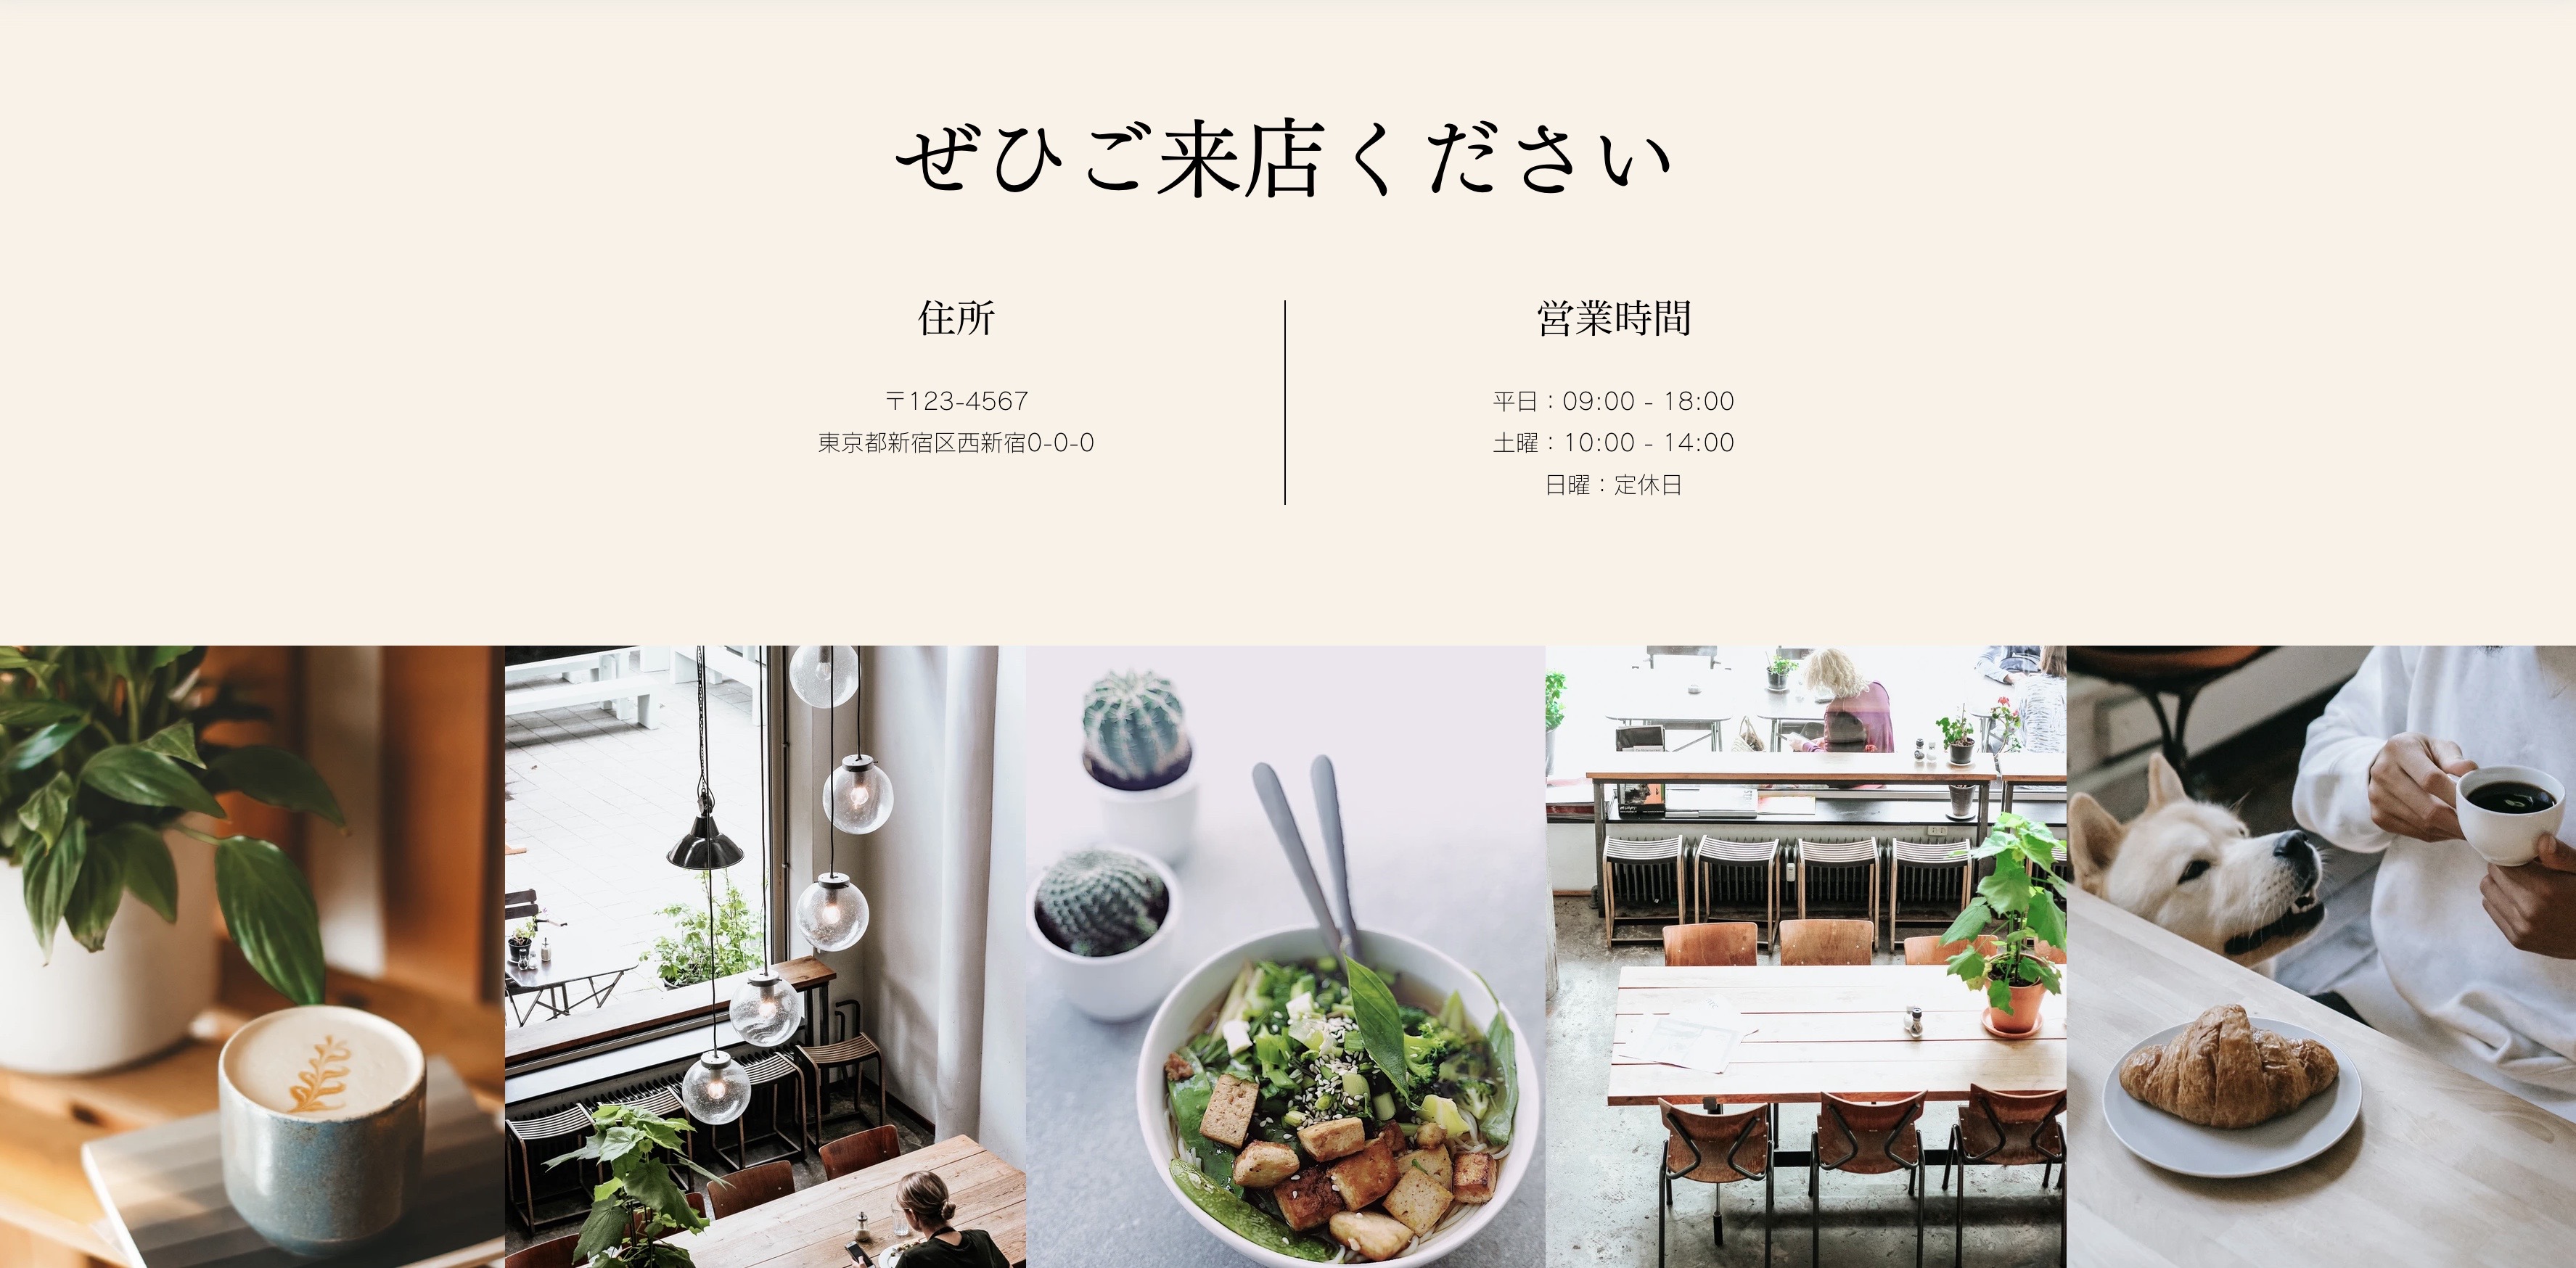 ぜひご来店ください
住所
〒123-4567
東京都新宿区西新宿0-0-0
営業時間
平日：09:00 - 18:00
土曜：10:00 - 14:00
日曜：定休日